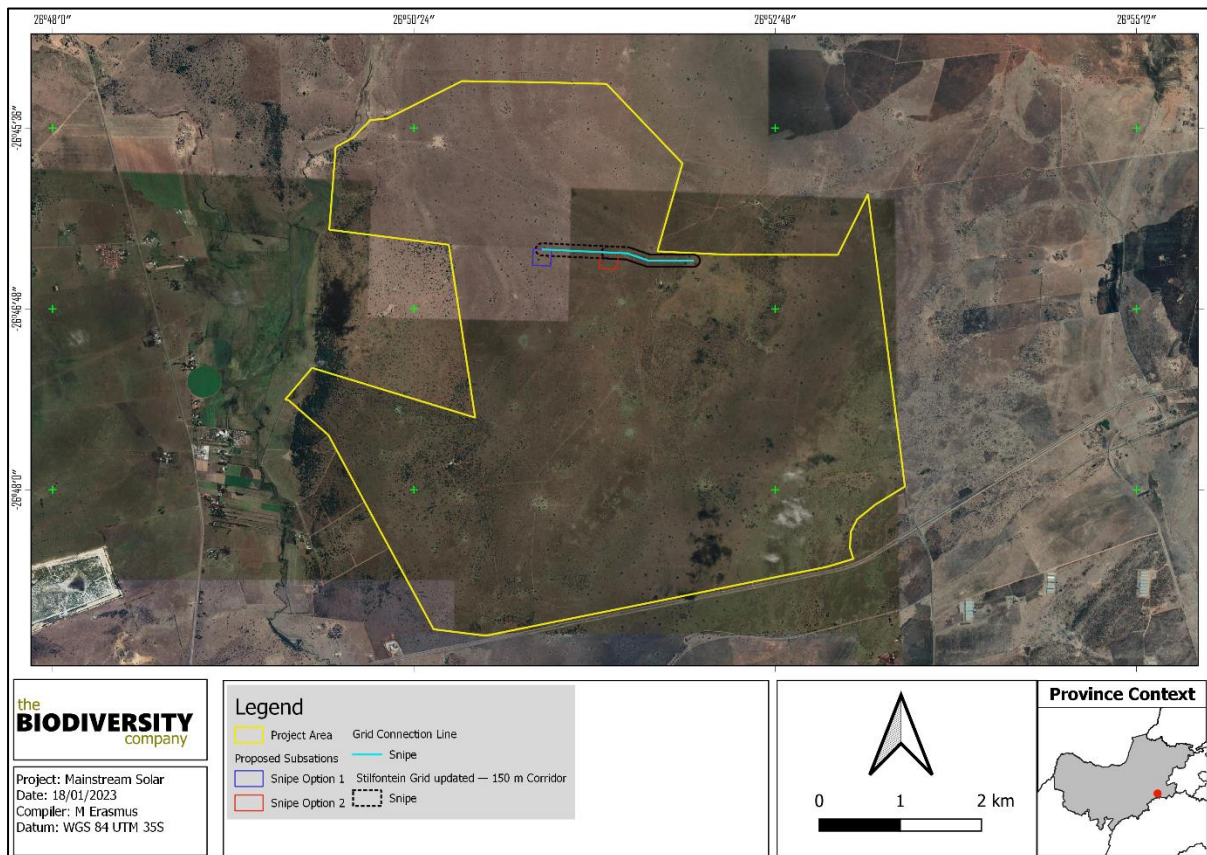 26°48'0"
26°50'24"
26°52'48"
26°55'12"
-26°45'36"
-26°46'48"
-26°48'0"
the
BIODIVERSITY
company
Project: Mainstream Solar
Date: 18/01/2023
Compiler: M Erasmus
Datum: WGS 84 UTM 35S
Legend
Project Area
Proposed Subsations
Snipe Option 1
Snipe Option 2
Grid Connection Line
Snipe
Stilfontein Grid updated — 150 m Corridor
Snipe
0 1 2 km
Province Context